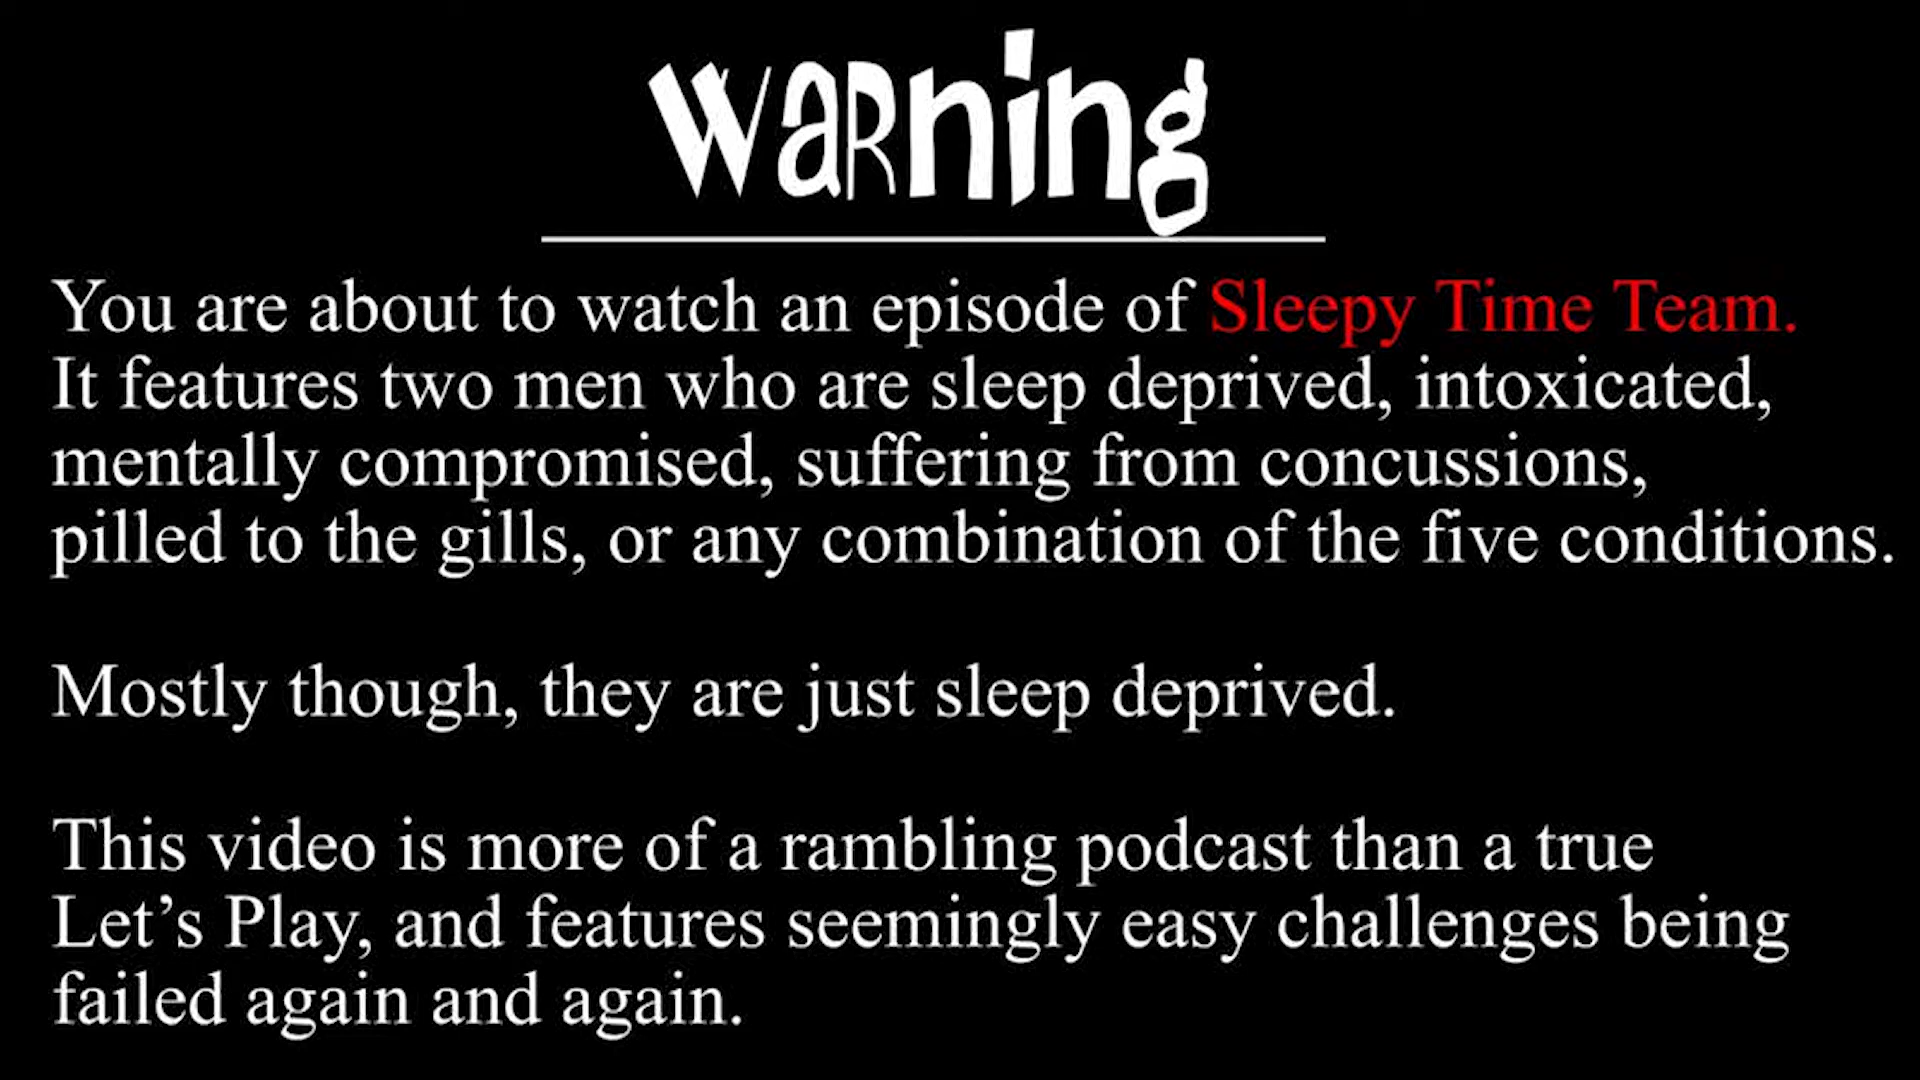 waRning
You are about to watch an episode of Sleepy Time Team.
It features two men who are sleep deprived, intoxicated,
mentally compromised, suffering from concussions,
pilled to the gills, or any combination of the five conditions.
Mostly though, they are just sleep deprived.
This video is more of a rambling podcast than a true
Let’s Play, and features seemingly easy challenges being
failed again and again.